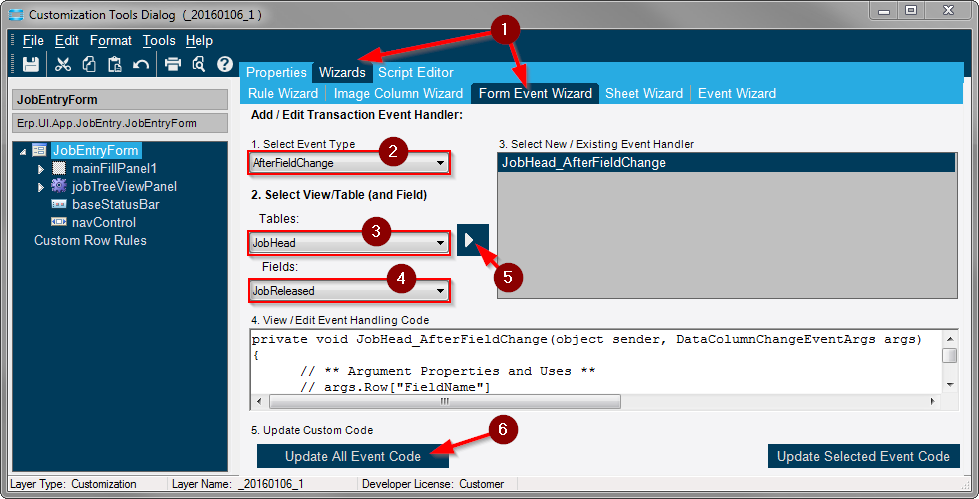 Customization Tools Dialog  (_20160106_1 )
File Edit Format Tools Help
1
Properties Wizards Script Editor
Rule Wizard Image Column Wizard Form Event Wizard Sheet Wizard Event Wizard
JobEntryForm
Erp.UI.App.JobEntry.JobEntryForm
JobEntryForm
mainFillPanel1
jobTreeViewPanel
baseStatusBar
navControl
Custom Row Rules
Add / Edit Transaction Event Handler:
1. Select Event Type
2
AfterFieldChange
2. Select View/Table (and Field)
Tables:
3
JobHead
5
Fields:
4
JobReleased
3. Select New / Existing Event Handler
JobHead_AfterFieldChange
4. View / Edit Event Handling Code
private void JobHead_AfterFieldChange(object sender, DataColumnChangeEventArgs args)
{
// ** Argument Properties and Uses **
// args.Row["FieldName"]
5. Update Custom Code
6
Update All Event Code
Update Selected Event Code
Layer Type: Customization Layer Name: _20160106_1 Developer License: Customer